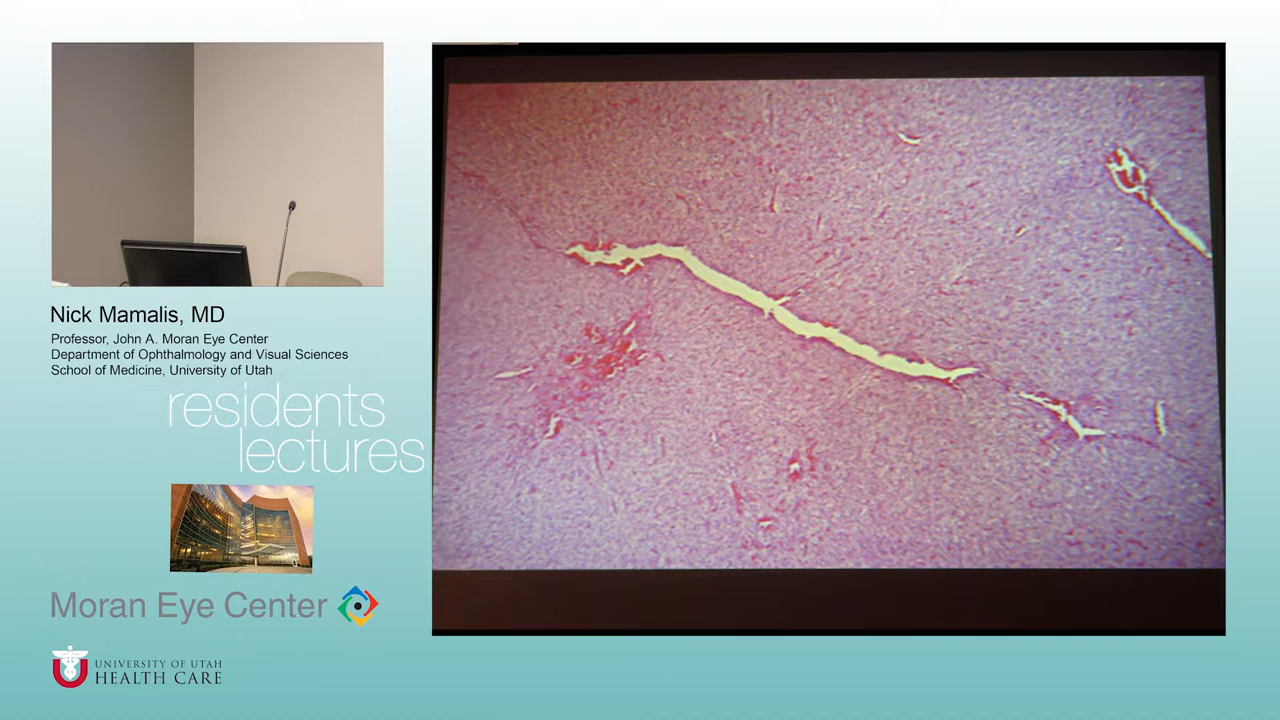 Nick Mamalis, MD
Professor, John A. Moran Eye Center
Department of Ophthalmology and Visual Sciences
School of Medicine, University of Utah
residents
lectures
Moran Eye Center
U
UNIVERSITY OF UTAH
HEALTH CARE